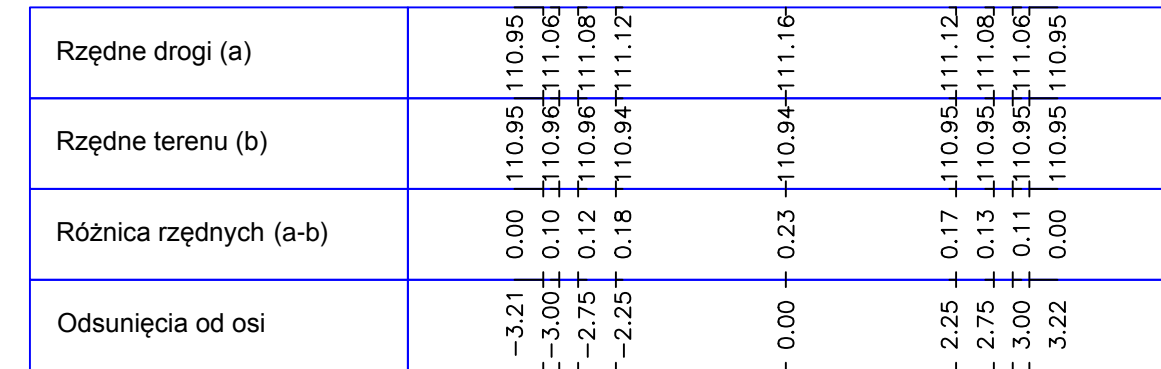 Rzędne drogi (a) 110.95 111.06 111.08 111.12 111.16 111.12 111.08 111.06 110.95
Rzędne terenu (b) 110.95 110.96 110.96 110.94 110.94 110.95 110.95 110.95 110.95
Różnica rzędnych (a-b) 0.00 0.10 0.12 0.18 0.23 0.17 0.13 0.11 0.00
Odsunięcia od osi -3.21 -3.00 -2.75 -2.25 0.00 2.25 2.75 3.00 3.22